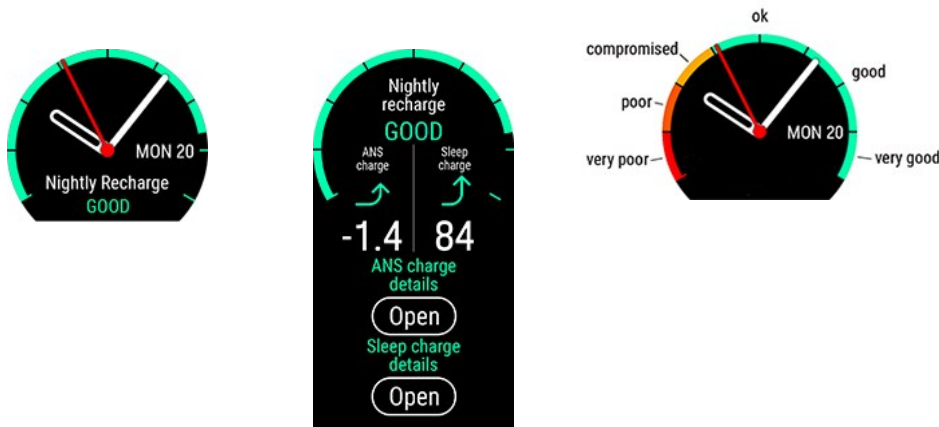 MON 20
Nightly Recharge
GOOD
Nightly
recharge
GOOD
ANS
charge
Sleep
charge
-1.4
84
ANS charge
details
Open
Sleep charge
details
Open
ok
compromised
good
poor
MON 20
very poor
very good